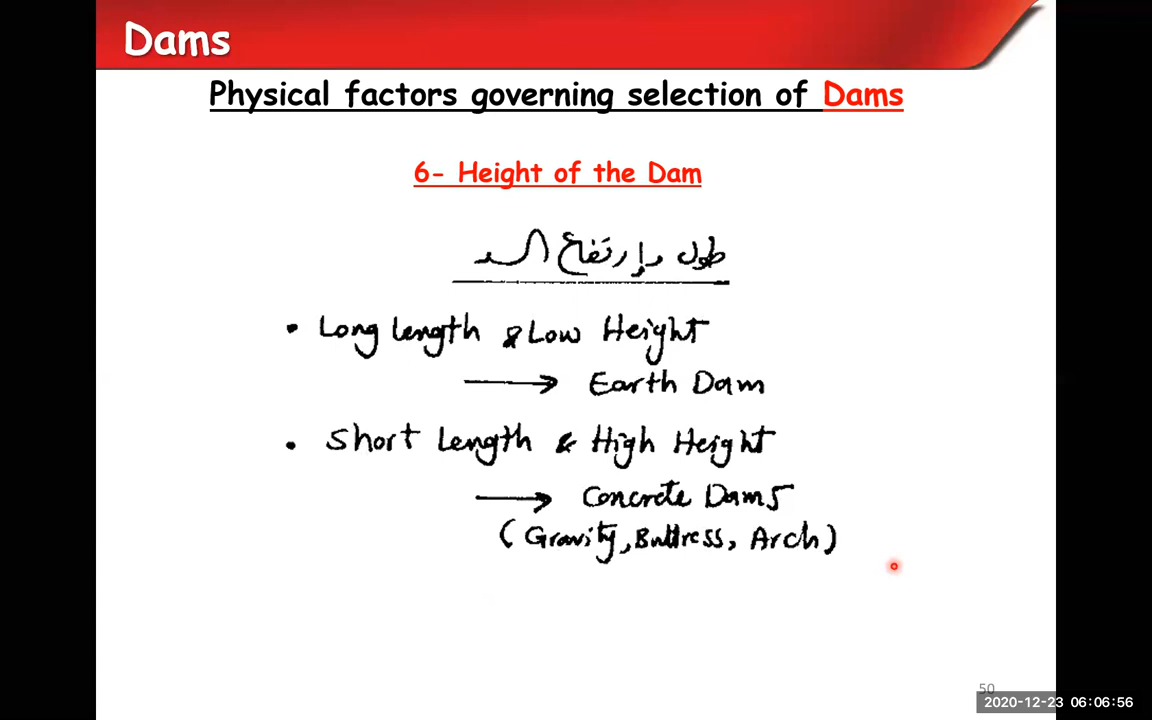 Dams
Physical factors governing selection of Dams
6- Height of the Dam
طول وإرتفاع السد
• Long length & Low Height
→ Earth Dam
• Short Length & High Height
→ Concrete Dams
(Gravity, Buttress, Arch)
50
2020-12-23 06:06:56